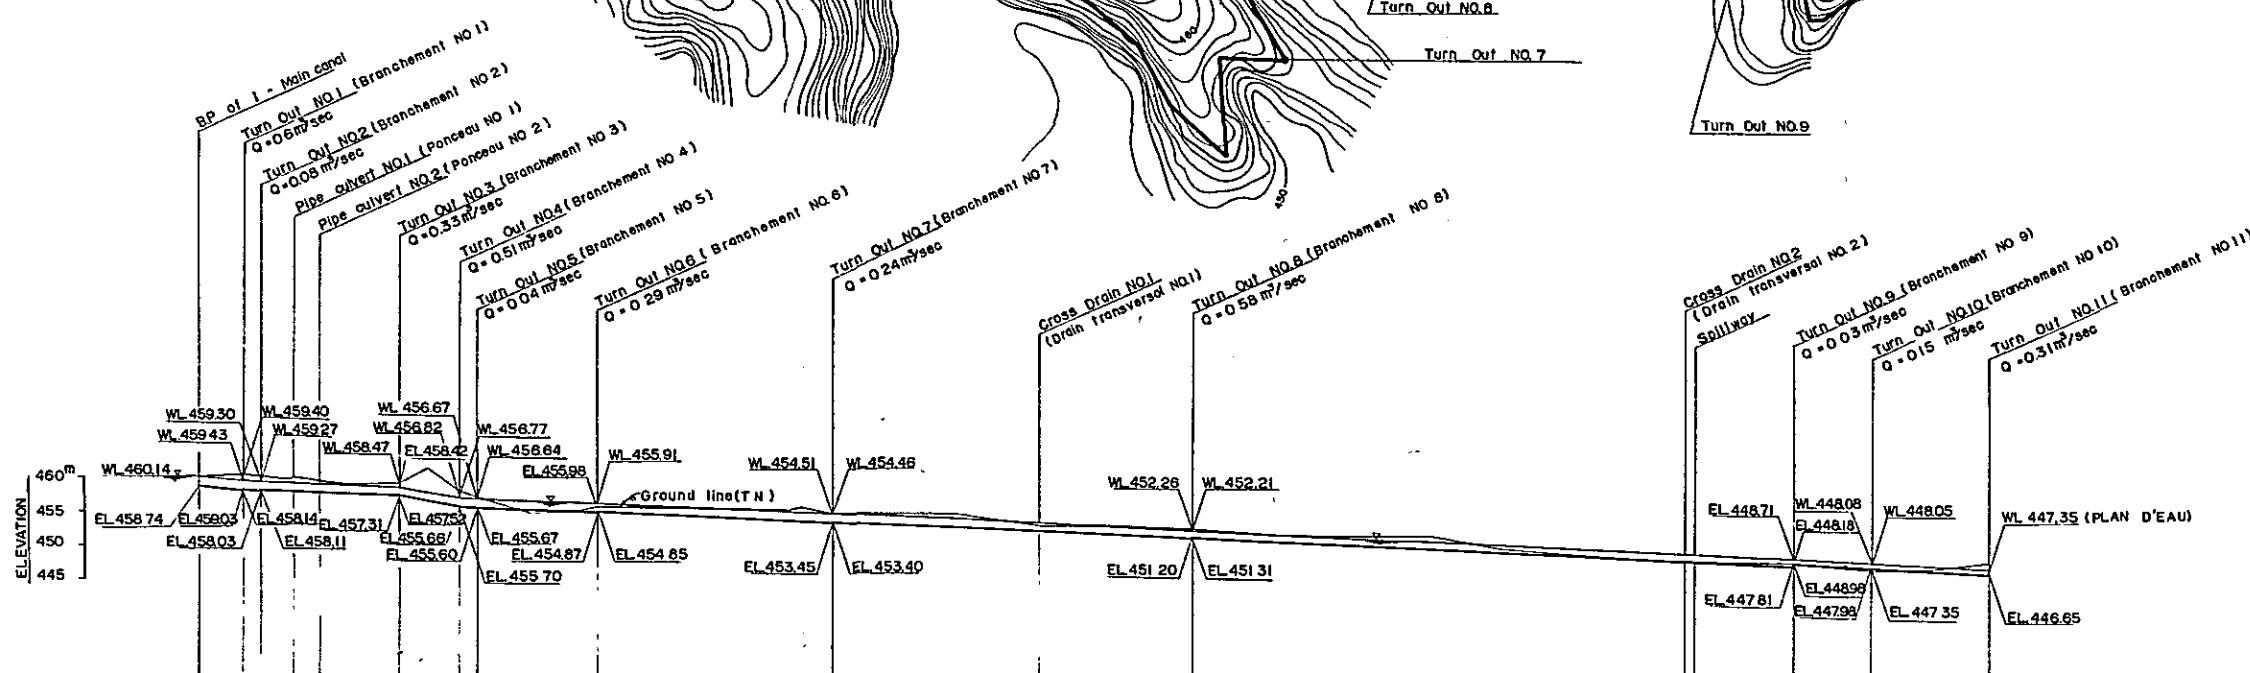 Turn Out NO.8
460
Turn Out NO. 7
Turn Out NO.9
450
B.P of 1 - Main canal
Turn Out NO.1 (Branchement NO 1)
Q = 0.6 m³/sec
Turn Out NO.2 (Branchement NO 2)
Q = 0.08 m³/sec
Pipe culvert NO.1 (Ponceau NO 1)
Pipe culvert NO.2 (Ponceau NO 2)
Turn Out NO.3 (Branchement NO 3)
Q = 0.33 m³/sec
Turn Out NO.4 (Branchement NO 4)
Q = 0.51 m³/sec
Turn Out NO.5 (Branchement NO 5)
Q = 0 04 m³/sec
Turn Out NO.6 ( Branchement NO. 6)
Q = 0 29 m³/sec
Turn Out NO.7 (Branchement NO 7)
Q = 0 24 m³/sec
Cross Drain NO.1
(Drain transversal NO.1)
Turn Out NO.8 (Branchement NO 8)
Q = 0 58 m³/sec
Cross Drain NO.2
(Drain transversal NO. 2)
Spillway
Turn Out NO.9 (Branchement NO 9)
Q = 0 03 m³/sec
Turn Out NO.10 (Branchement NO 10)
Q = 0 15 m³/sec
Turn Out NO.11 ( Branchement NO 11)
Q = 0.31 m³/sec
WL 459.30
WL 459.40
WL 456.67
WL 459 43
WL 459.27
WL 456.82
WL 456.77
WL 458.47
EL 458.42
WL 456.64
WL 460.14
EL 455.98
WL 455.91
WL 454.51
WL 454.46
WL 452.26
WL 452.21
EL 448.71
WL 448.08
WL 448.05
EL 448.18
WL 447.35 (PLAN D'EAU)
Ground line (T N )
ELEVATION
460 m
455
450
445
EL 458 74
EL 459.03
EL 458.14
EL 457.31
EL 457.52
EL 458.03
EL 458.11
EL 455.66
EL 455.67
EL 455.60
EL 455 70
EL 454.87
EL 454 85
EL 453.45
EL 453.40
EL 451 20
EL 451 31
EL 447 81
EL 448.98
EL 447.98
EL 447 35
EL 446.65